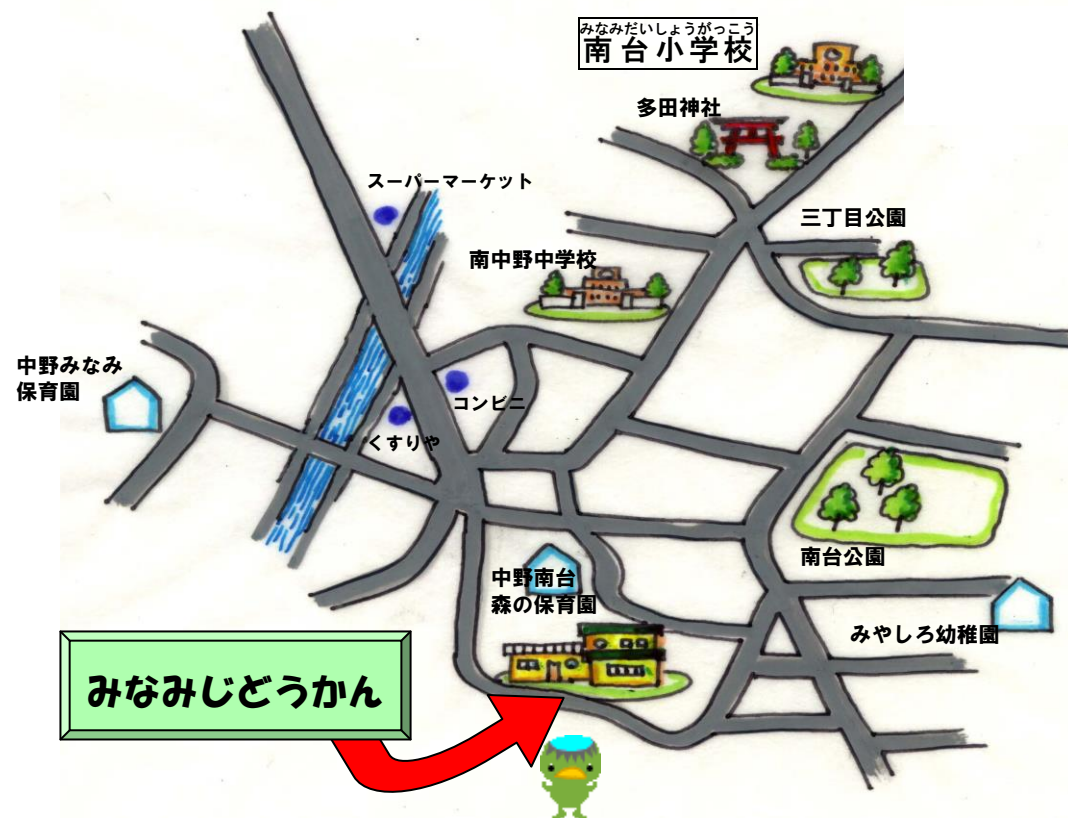 みなみだいしょうがっこう
南台小学校
多田神社
スーパーマーケット
三丁目公園
南中野中学校
中野みなみ
保育園
コンビニ
くすりや
南台公園
中野南台
森の保育園
みやしろ幼稚園
みなみじどうかん